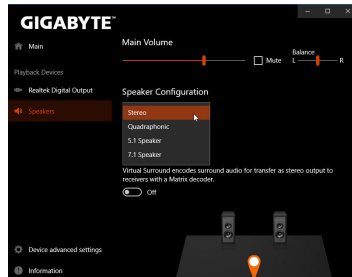 GIGABYTE™
Main
Playback Devices
Realtek Digital Output
Speakers
Device advanced settings
Information
Main Volume
Mute
Balance
L
R
Speaker Configuration
Stereo
Quadraphonic
5.1 Speaker
7.1 Speaker
Virtual Surround encodes surround audio for transfer as stereo output to
receivers with a Matrix decoder.
Off